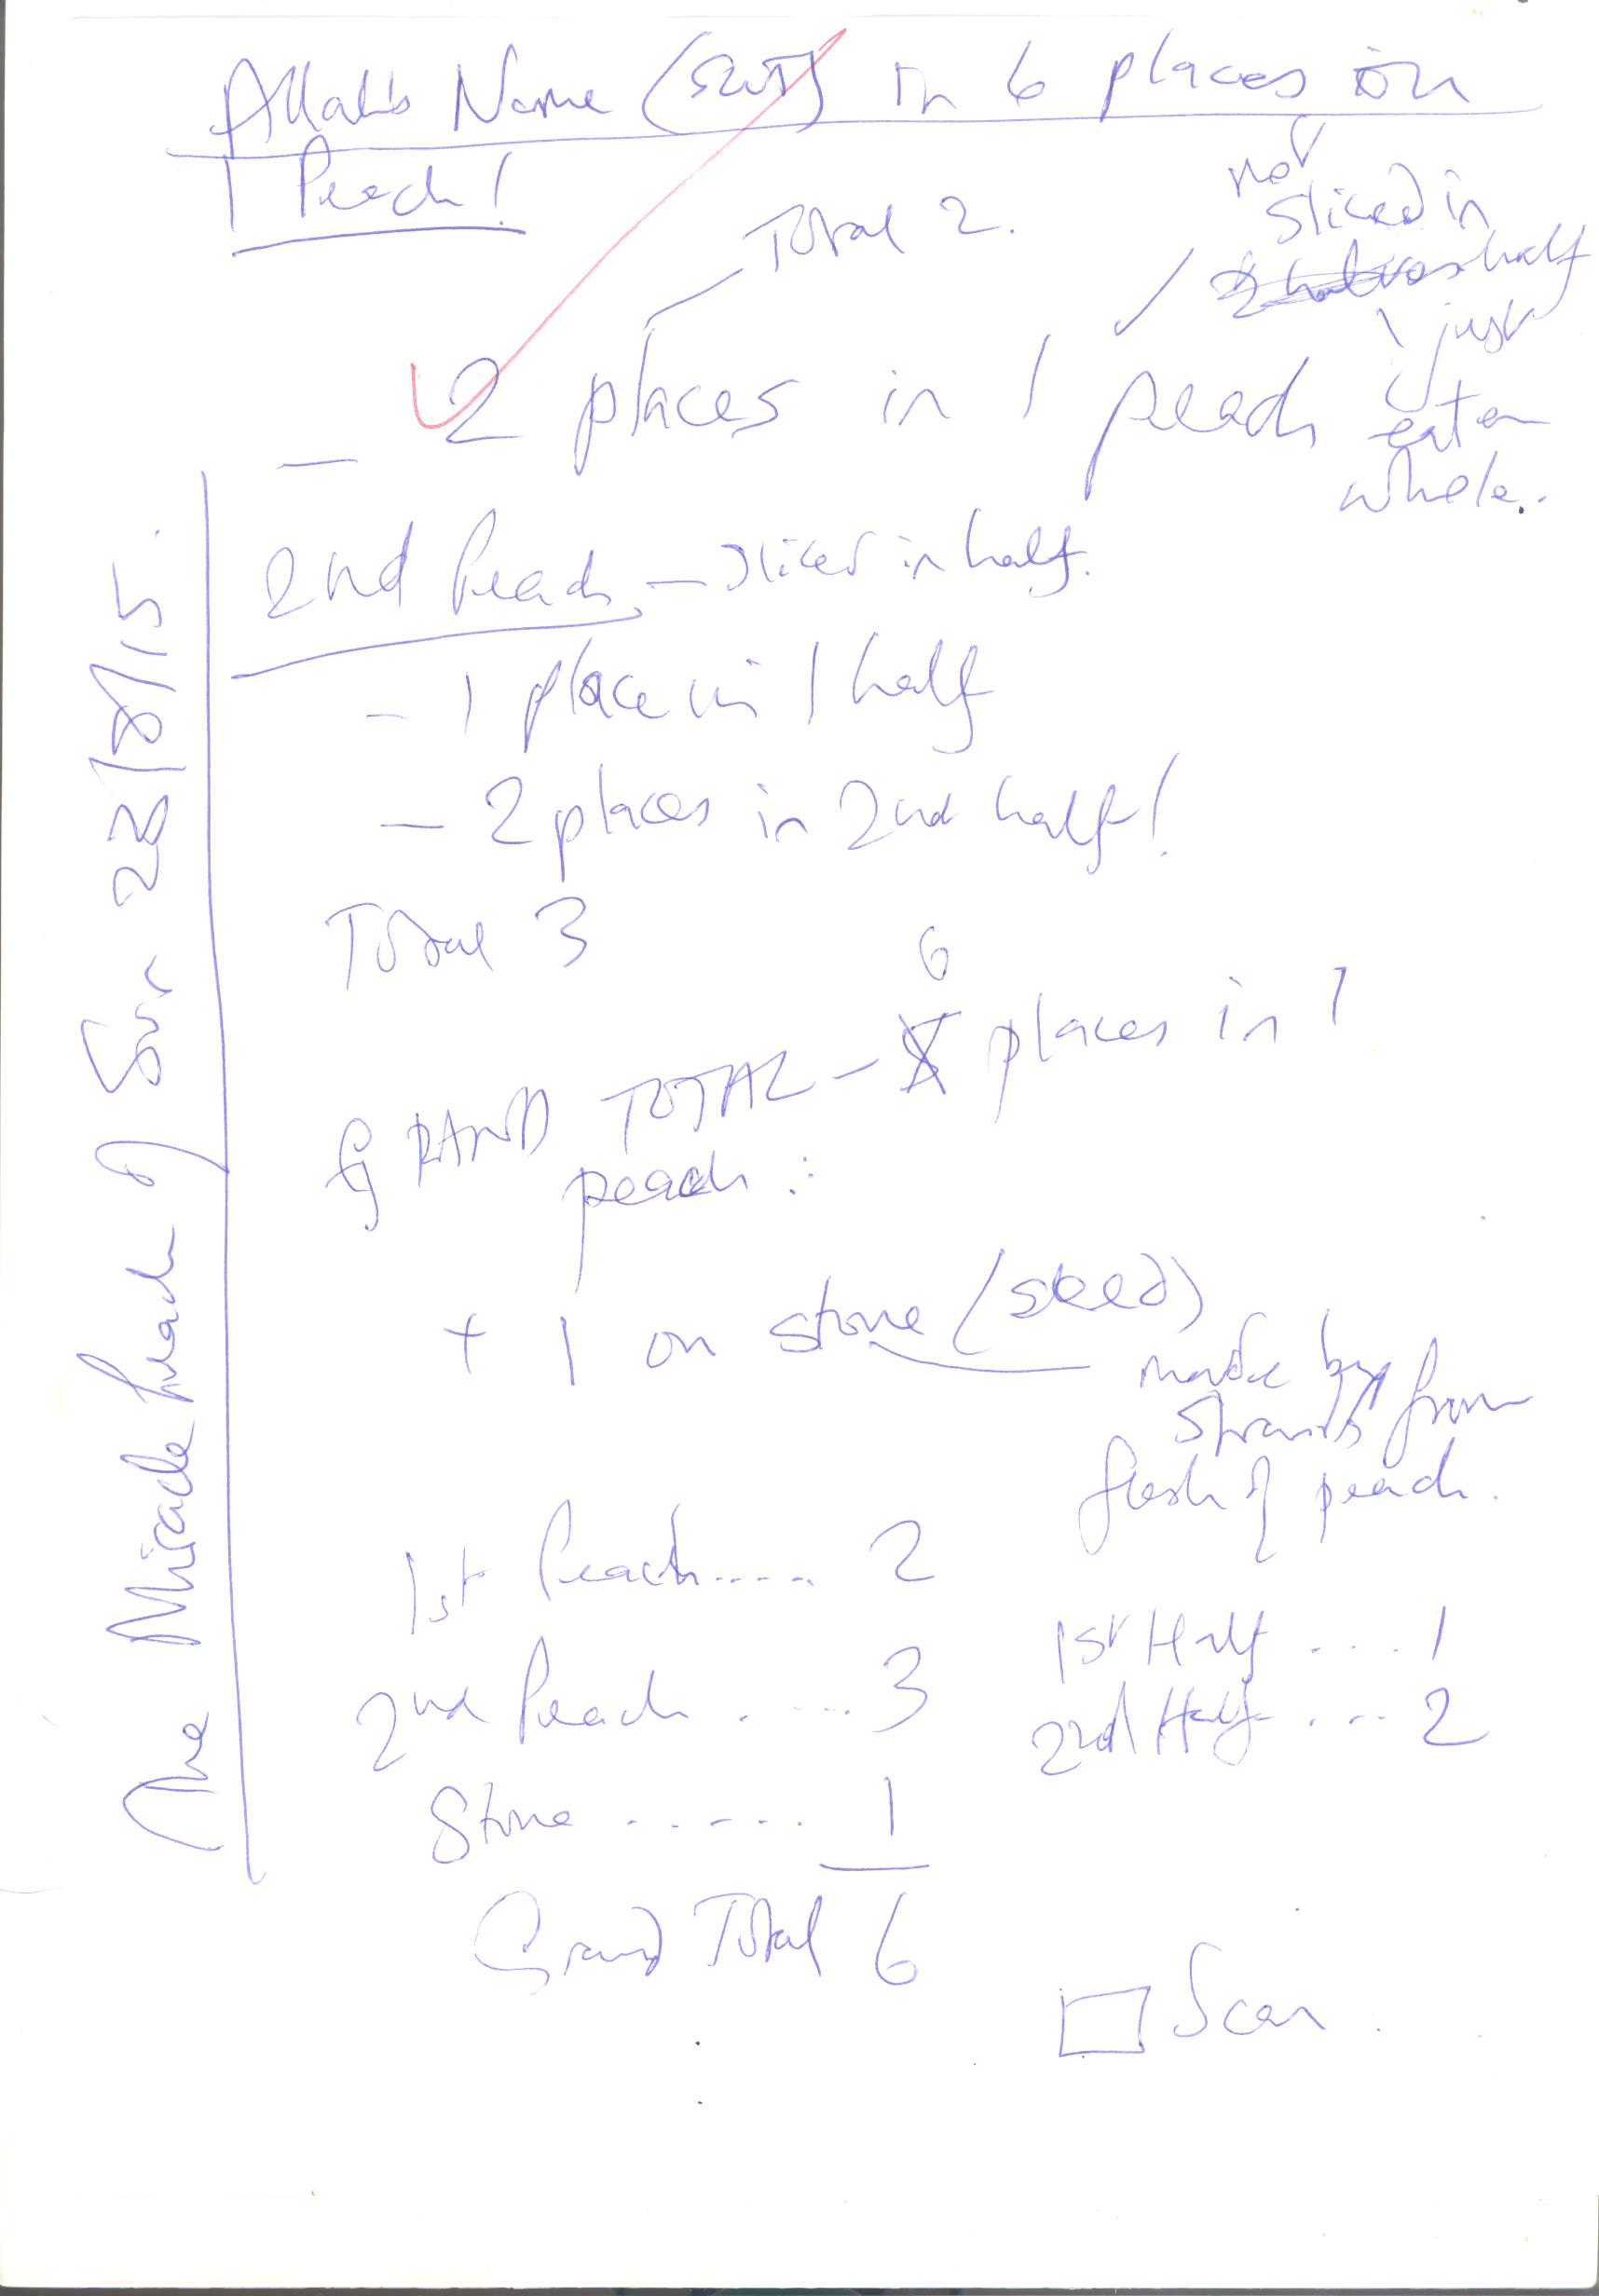 Allah's Name (SWT) in 6 places on
1 Peach!
Total 2.
not
sliced in
half
just
eaten
whole.
- 2 places in 1 peach
2nd Peach - sliced in half.
- 1 place in 1 half
- 2 places in 2nd half!
Total 3
6
GRAND TOTAL - places in 1
peach :
+ 1 on stone (seed)
made by
strands from
flesh of peach.
1st Peach..... 2
2nd Peach . .... 3
Stone ....... 1
Grand Total 6
1st Half .... 1
2nd Half .... 2
Scan.
The Miracle Peach of Sun 23/8/15.